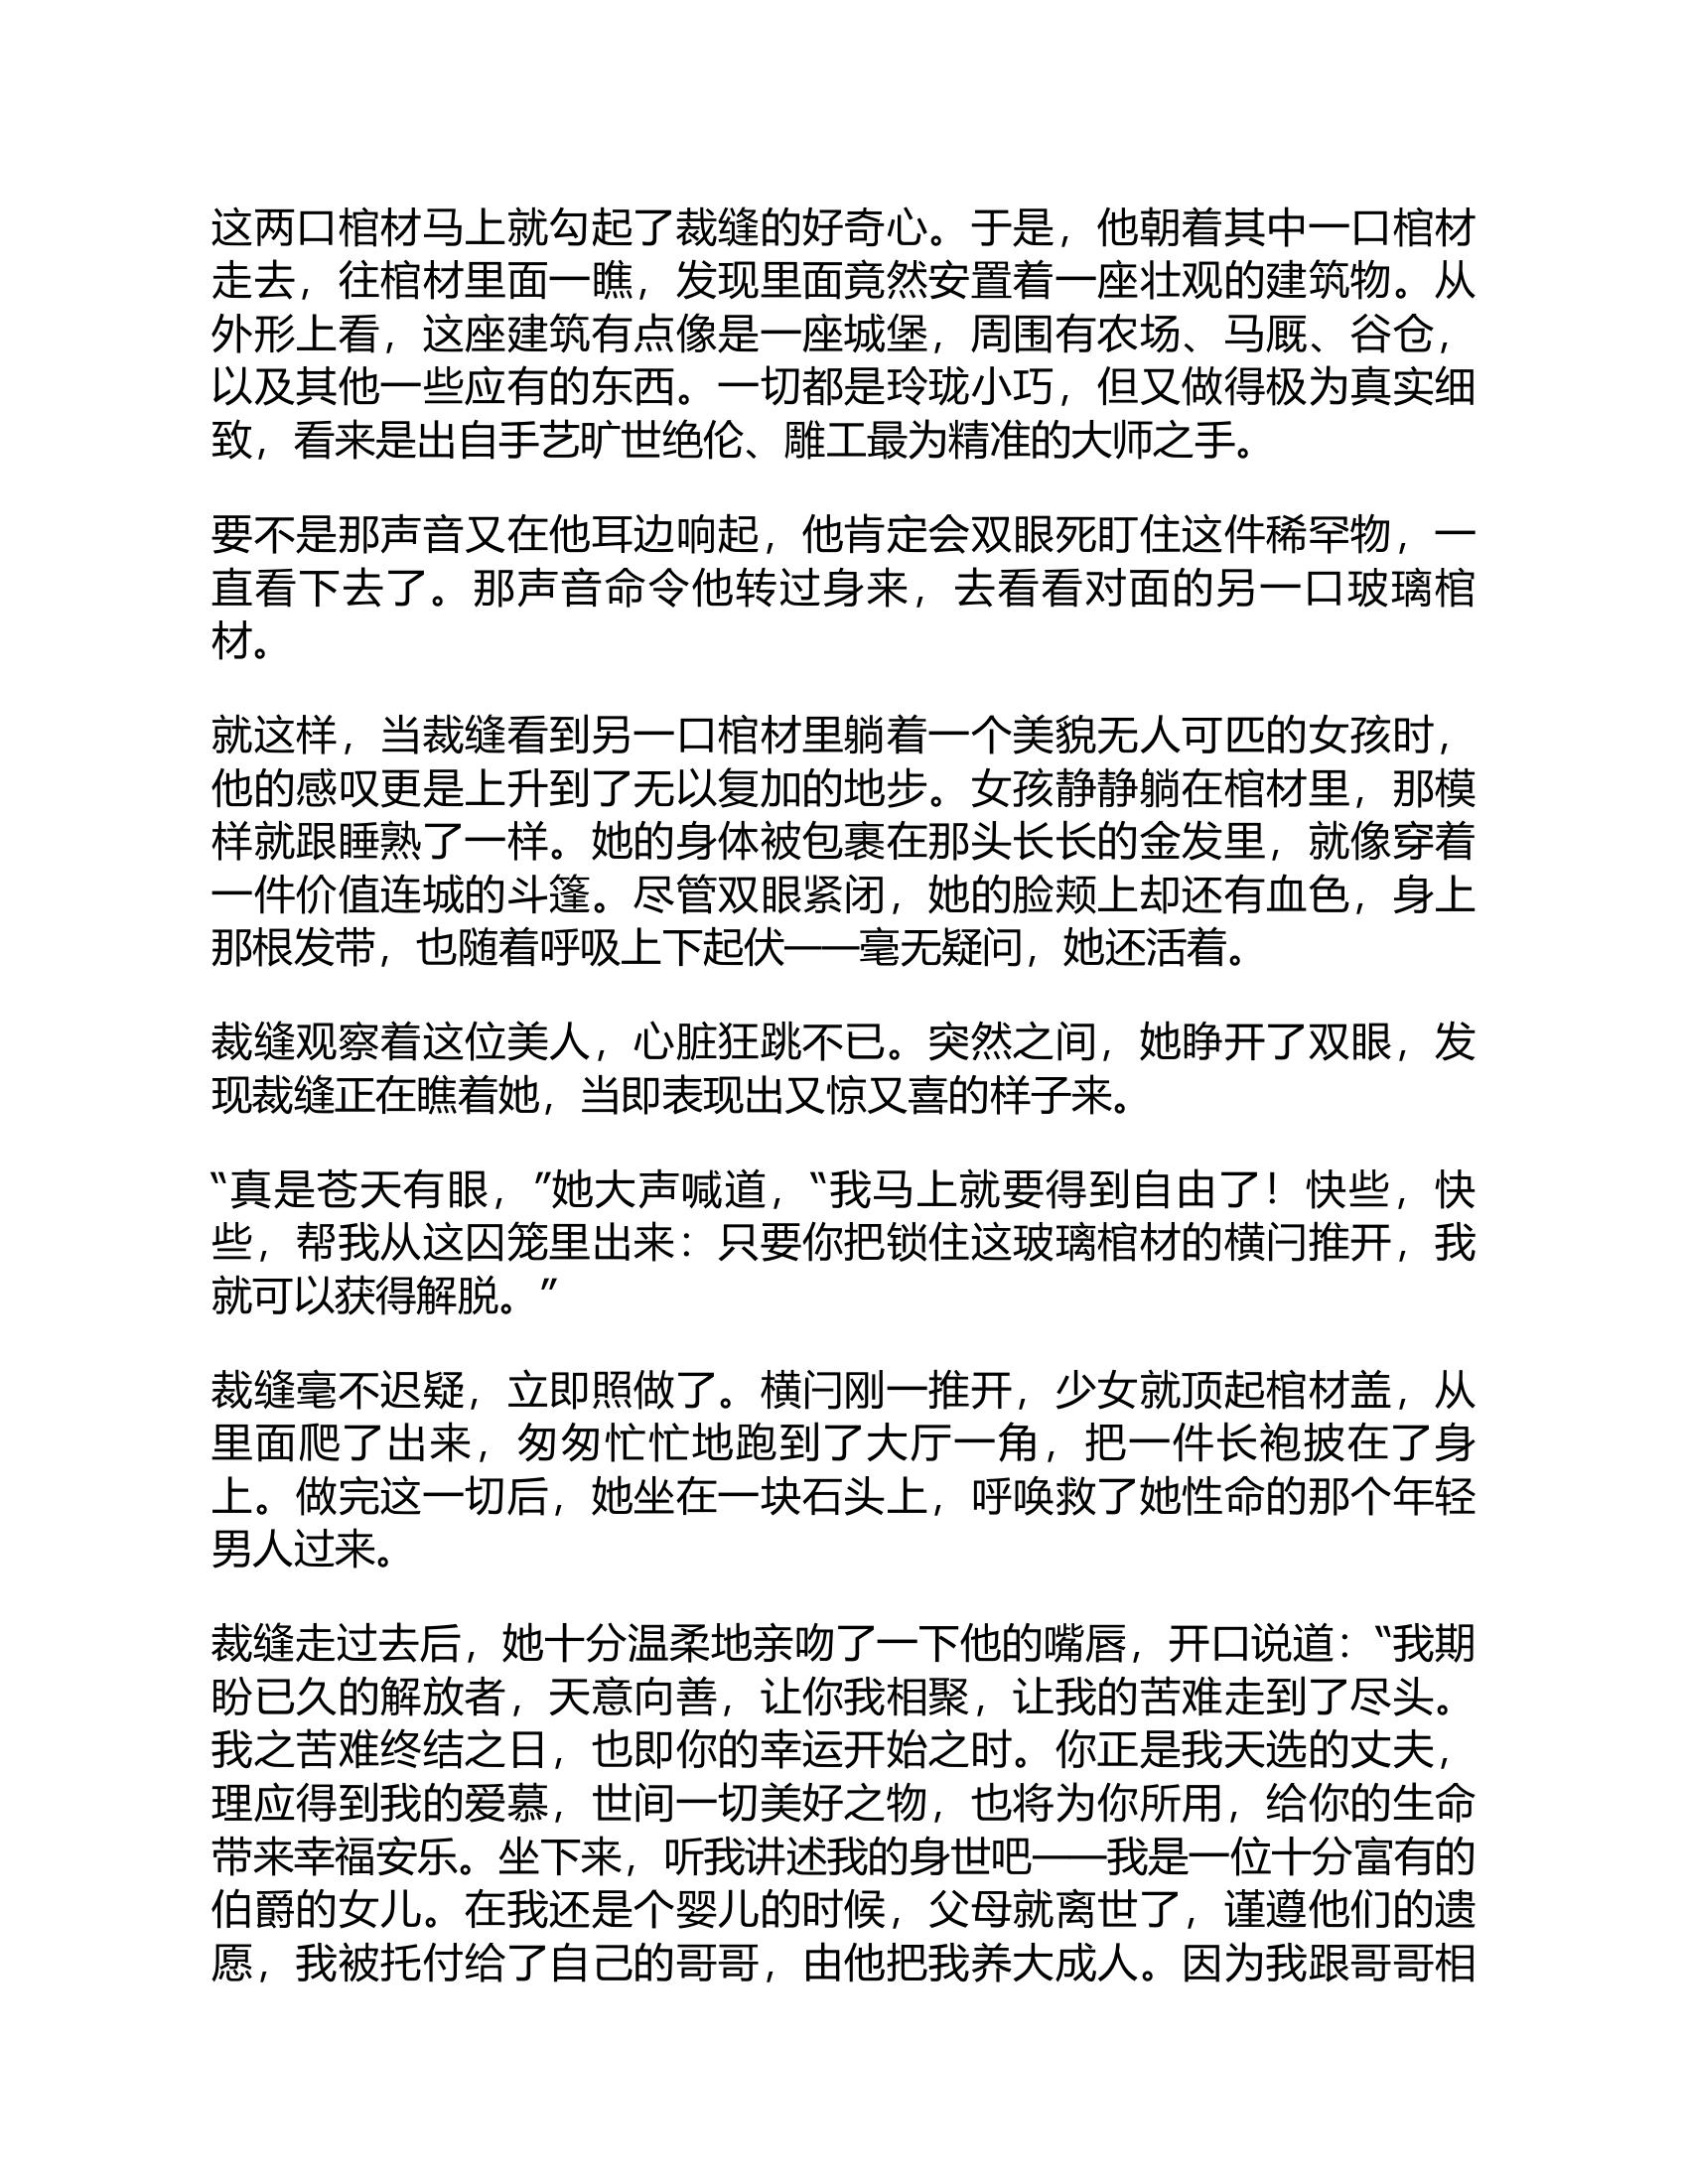 这两口棺材马上就勾起了裁缝的好奇心。于是，他朝着其中一口棺材
走去，往棺材里面一瞧，发现里面竟然安置着一座壮观的建筑物。从
外形上看，这座建筑有点像是一座城堡，周围有农场、马厩、谷仓，
以及其他一些应有的东西。一切都是玲珑小巧，但又做得极为真实细
致，看来是出自手艺旷世绝伦、雕工最为精准的大师之手。
要不是那声音又在他耳边响起，他肯定会双眼死盯住这件稀罕物，一
直看下去了。那声音命令他转过身来，去看看对面的另一口玻璃棺
材。
就这样，当裁缝看到另一口棺材里躺着一个美貌无人可匹的女孩时，
他的感叹更是上升到了无以复加的地步。女孩静静躺在棺材里，那模
样就跟睡熟了一样。她的身体被包裹在那头长长的金发里，就像穿着
一件价值连城的斗篷。尽管双眼紧闭，她的脸颊上却还有血色，身上
那根发带，也随着呼吸上下起伏——毫无疑问，她还活着。
裁缝观察着这位美人，心脏狂跳不已。突然之间，她睁开了双眼，发
现裁缝正在瞧着她，当即表现出又惊又喜的样子来。
“真是苍天有眼，”她大声喊道，“我马上就要得到自由了！快些，快
些，帮我从这囚笼里出来：只要你把锁住这玻璃棺材的横闩推开，我
就可以获得解脱。”
裁缝毫不迟疑，立即照做了。横闩刚一推开，少女就顶起棺材盖，从
里面爬了出来，匆匆忙忙地跑到了大厅一角，把一件长袍披在了身
上。做完这一切后，她坐在一块石头上，呼唤救了她性命的那个年轻
男人过来。
裁缝走过去后，她十分温柔地亲吻了一下他的嘴唇，开口说道：“我期
盼已久的解放者，天意向善，让你我相聚，让我的苦难走到了尽头。
我之苦难终结之日，也即你的幸运开始之时。你正是我天选的丈夫，
理应得到我的爱慕，世间一切美好之物，也将为你所用，给你的生命
带来幸福安乐。坐下来，听我讲述我的身世吧——我是一位十分富有的
伯爵的女儿。在我还是个婴儿的时候，父母就离世了，谨遵他们的遗
愿，我被托付给了自己的哥哥，由他把我养大成人。因为我跟哥哥相